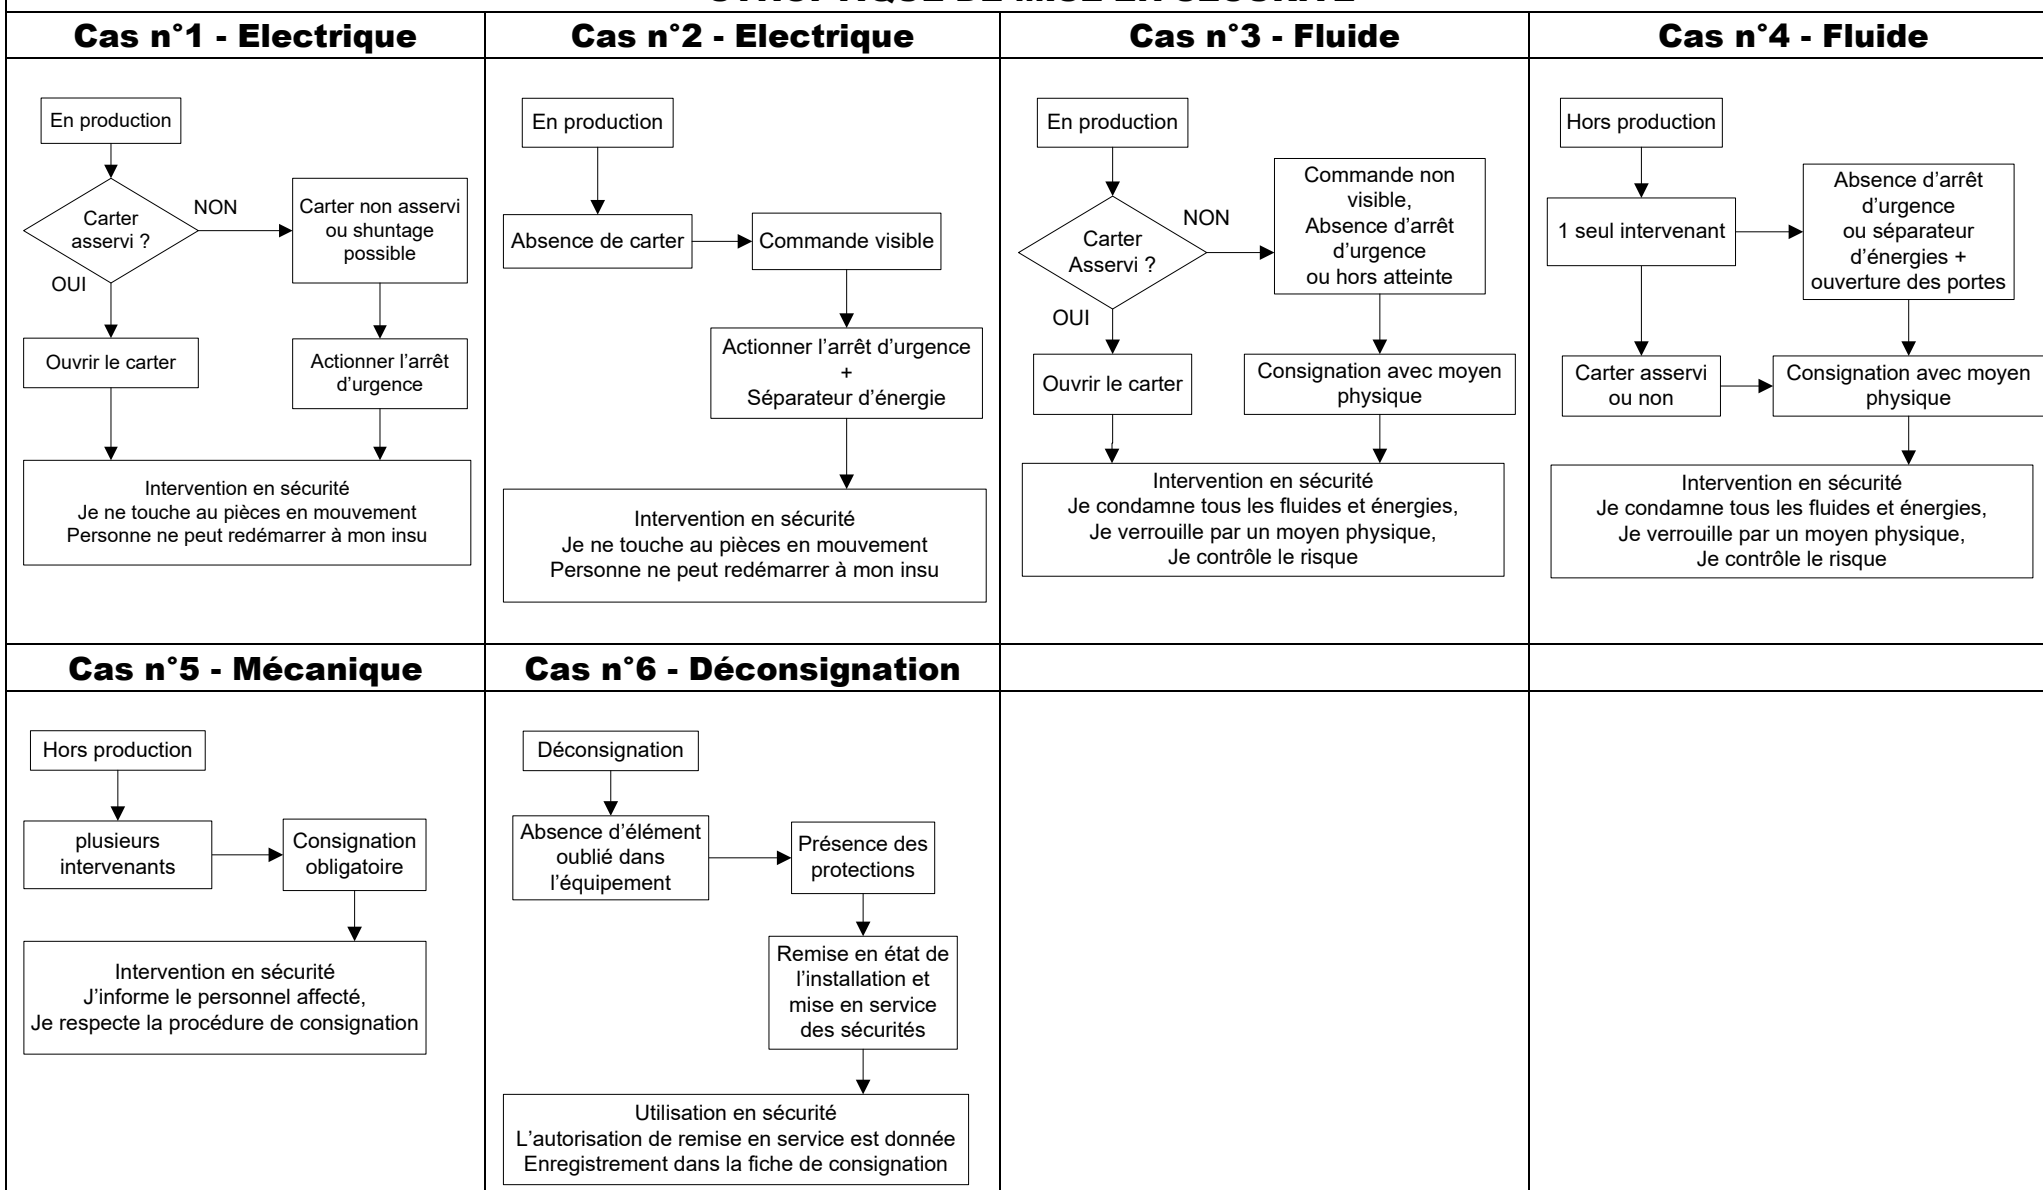 Cas n°1 - Electrique
Cas n°2 - Electrique
Cas n°3 - Fluide
Cas n°4 - Fluide
En production
Carter
asservi ?
NON
Carter non asservi
ou shuntage
possible
OUI
Ouvrir le carter
Actionner l’arrêt
d’urgence
Intervention en sécurité
Je ne touche au pièces en mouvement
Personne ne peut redémarrer à mon insu
En production
Absence de carter
Commande visible
Actionner l’arrêt d’urgence
+
Séparateur d’énergie
Intervention en sécurité
Je ne touche au pièces en mouvement
Personne ne peut redémarrer à mon insu
En production
Carter
Asservi ?
NON
Commande non
visible,
Absence d’arrêt
d’urgence
ou hors atteinte
OUI
Ouvrir le carter
Consignation avec moyen
physique
Intervention en sécurité
Je condamne tous les fluides et énergies,
Je verrouille par un moyen physique,
Je contrôle le risque
Hors production
1 seul intervenant
Absence d’arrêt
d’urgence
ou séparateur
d’énergies +
ouverture des portes
Carter asservi
ou non
Consignation avec moyen
physique
Intervention en sécurité
Je condamne tous les fluides et énergies,
Je verrouille par un moyen physique,
Je contrôle le risque
Cas n°5 - Mécanique
Cas n°6 - Déconsignation
Hors production
plusieurs
intervenants
Consignation
obligatoire
Intervention en sécurité
J’informe le personnel affecté,
Je respecte la procédure de consignation
Déconsignation
Absence d’élément
oublié dans
l’équipement
Présence des
protections
Remise en état de
l’installation et
mise en service
des sécurités
Utilisation en sécurité
L’autorisation de remise en service est donnée
Enregistrement dans la fiche de consignation